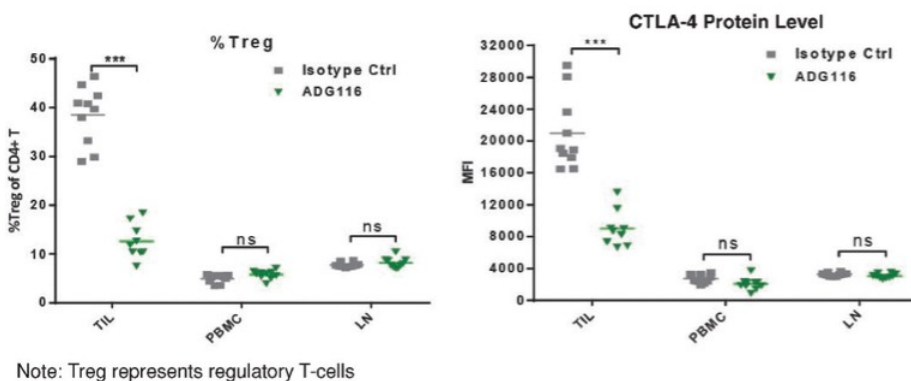 % Treg
50
40
30
20
10
0
%Treg of CD4+ T
***
Isotype Ctrl
ADG116
ns
ns
TIL
PBMC
LN
CTLA-4 Protein Level
32000
28000
24000
20000
16000
12000
8000
4000
0
MFI
***
Isotype Ctrl
ADG116
ns
ns
TIL
PBMC
LN
Note: Treg represents regulatory T-cells